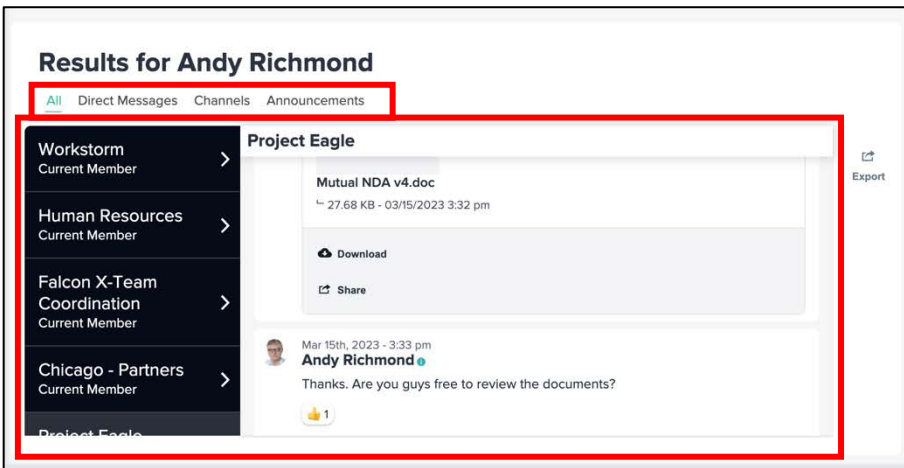 Results for Andy Richmond
All Direct Messages Channels Announcements
Workstorm
Current Member
Human Resources
Current Member
Falcon X-Team
Coordination
Current Member
Chicago - Partners
Current Member
Project Eagle
Project Eagle
Mutual NDA v4.doc
27.68 KB - 03/15/2023 3:32 pm
Download
Share
Mar 15th, 2023 - 3:33 pm
Andy Richmond
Thanks. Are you guys free to review the documents?
1
Export